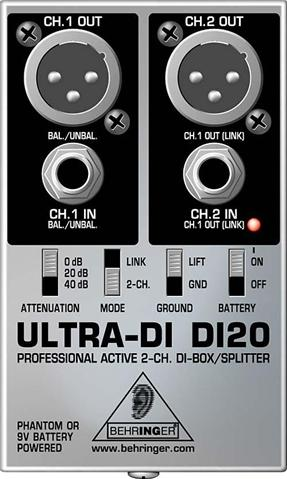 CH.1 OUT
CH.2 OUT
BAL./UNBAL.
CH.1 OUT (LINK)
CH.1 IN
BAL./UNBAL.
CH.2 IN
CH.1 OUT (LINK)
0 dB
20 dB
40 dB
LINK
2-CH.
LIFT
GND
ON
OFF
ATTENUATION
MODE
GROUND
BATTERY
ULTRA-DI DI20
PROFESSIONAL ACTIVE 2-CH. DI-BOX/SPLITTER
PHANTOM OR
9V BATTERY
POWERED
BEHRINGER
www.behringer.com